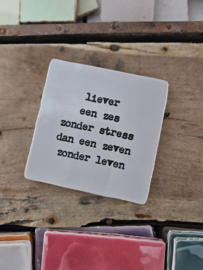 liever
een zes
zonder stress
dan een zeven
zonder leven